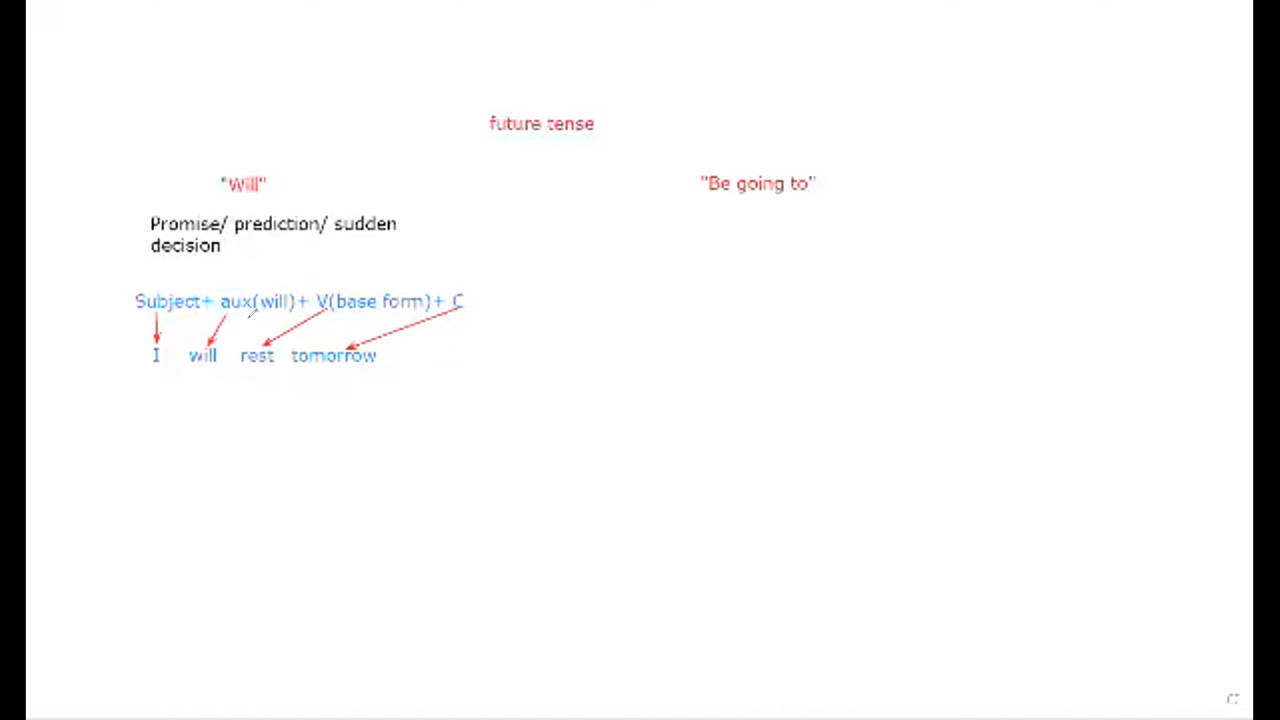 future tense
"Will"
"Be going to"
Promise/ prediction/ sudden
decision
Subject+ aux(will)+ V(base form)+ C
I will rest tomorrow